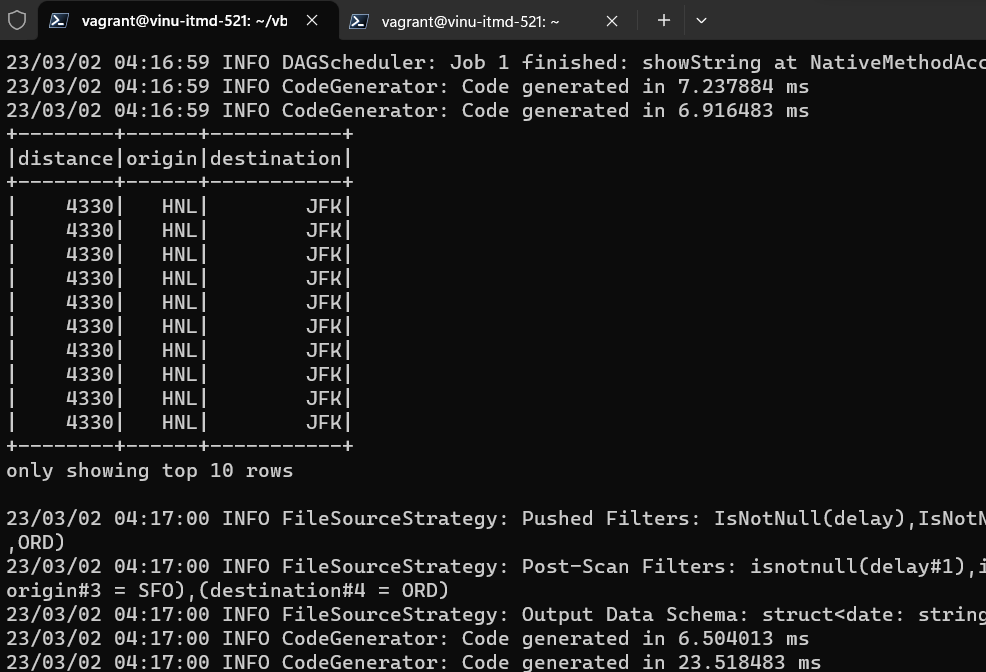 vagrant@vinu-itmd-521: ~/vb
vagrant@vinu-itmd-521: ~
23/03/02 04:16:59 INFO DAGScheduler: Job 1 finished: showString at NativeMethodAcc
23/03/02 04:16:59 INFO CodeGenerator: Code generated in 7.237884 ms
23/03/02 04:16:59 INFO CodeGenerator: Code generated in 6.916483 ms
+--------+------+-----------+
|distance|origin|destination|
+--------+------+-----------+
|    4330|   HNL|        JFK|
|    4330|   HNL|        JFK|
|    4330|   HNL|        JFK|
|    4330|   HNL|        JFK|
|    4330|   HNL|        JFK|
|    4330|   HNL|        JFK|
|    4330|   HNL|        JFK|
|    4330|   HNL|        JFK|
|    4330|   HNL|        JFK|
|    4330|   HNL|        JFK|
+--------+------+-----------+
only showing top 10 rows
23/03/02 04:17:00 INFO FileSourceStrategy: Pushed Filters: IsNotNull(delay),IsNotN
,ORD)
23/03/02 04:17:00 INFO FileSourceStrategy: Post-Scan Filters: isnotnull(delay#1),i
origin#3 = SFO),(destination#4 = ORD)
23/03/02 04:17:00 INFO FileSourceStrategy: Output Data Schema: struct<date: string
23/03/02 04:17:00 INFO CodeGenerator: Code generated in 6.504013 ms
23/03/02 04:17:00 INFO CodeGenerator: Code generated in 23.518483 ms